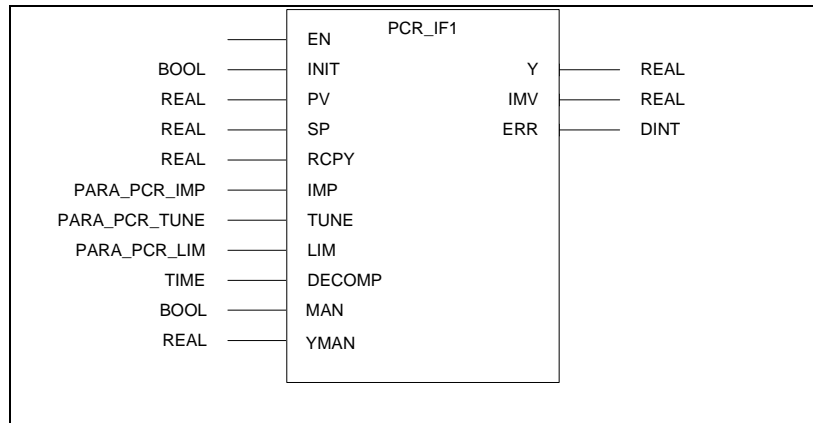 PCR_IF1
EN
BOOL INIT Y REAL
REAL PV IMV REAL
REAL SP ERR DINT
REAL RCPY
PARA_PCR_IMP IMP
PARA_PCR_TUNE TUNE
PARA_PCR_LIM LIM
TIME DECOMP
BOOL MAN
REAL YMAN